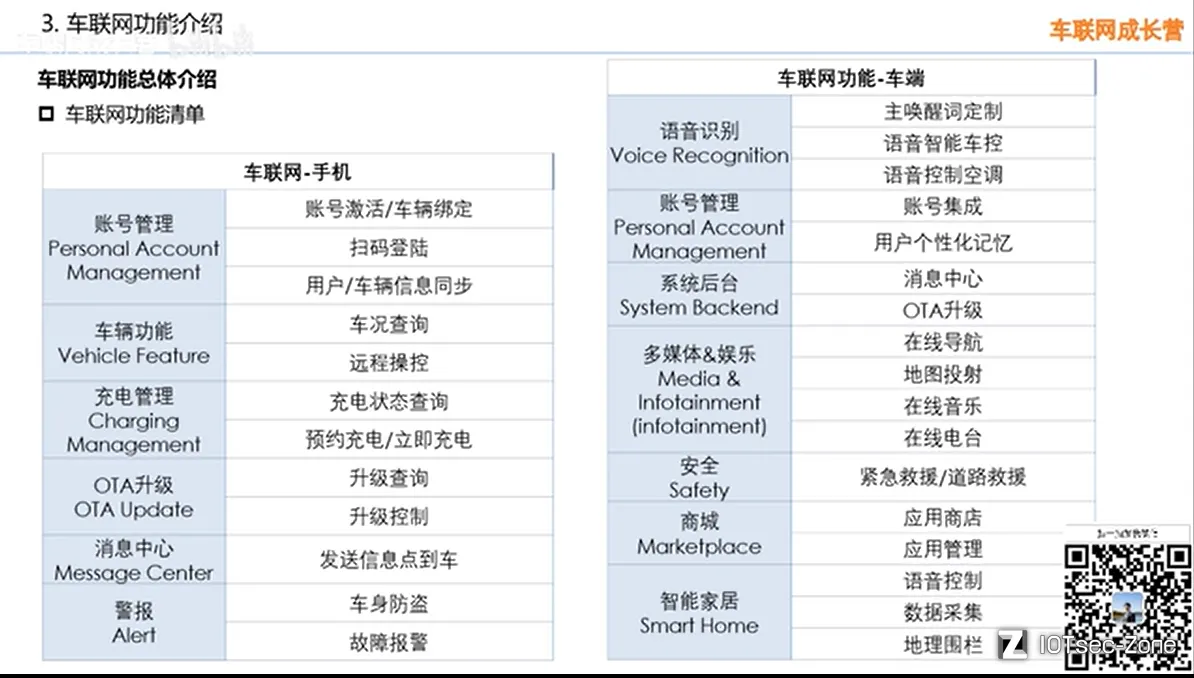 3. 车联网功能介绍
车联网成长营
车联网功能总体介绍
车联网功能清单
车联网-手机
账号管理
Personal Account
Management
账号激活/车辆绑定
扫码登陆
用户/车辆信息同步
车辆功能
Vehicle Feature
车况查询
远程操控
充电管理
Charging
Management
充电状态查询
预约充电/立即充电
OTA升级
OTA Update
升级查询
升级控制
消息中心
Message Center
发送信息点到车
警报
Alert
车身防盗
故障报警
车联网功能-车端
语音识别
Voice Recognition
主唤醒词定制
语音智能车控
语音控制空调
账号管理
Personal Account
Management
账号集成
用户个性化记忆
系统后台
System Backend
消息中心
OTA升级
多媒体&娱乐
Media &
Infotainment
(infotainment)
在线导航
地图投射
在线音乐
在线电台
安全
Safety
紧急救援/道路救援
商城
Marketplace
应用商店
应用管理
智能家居
Smart Home
语音控制
数据采集
地理围栏
IOTsec-Zone